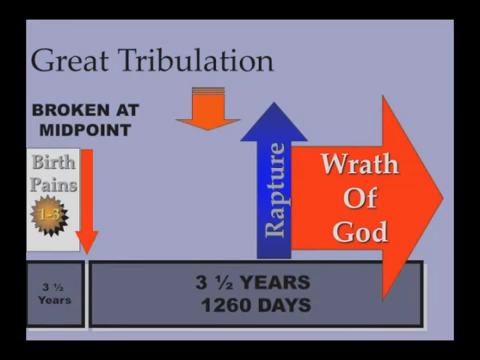 Great Tribulation
BROKEN AT
MIDPOINT
Birth
Pains
1-3
Rapture
Wrath
Of
God
3 ½
Years
3 ½ YEARS
1260 DAYS